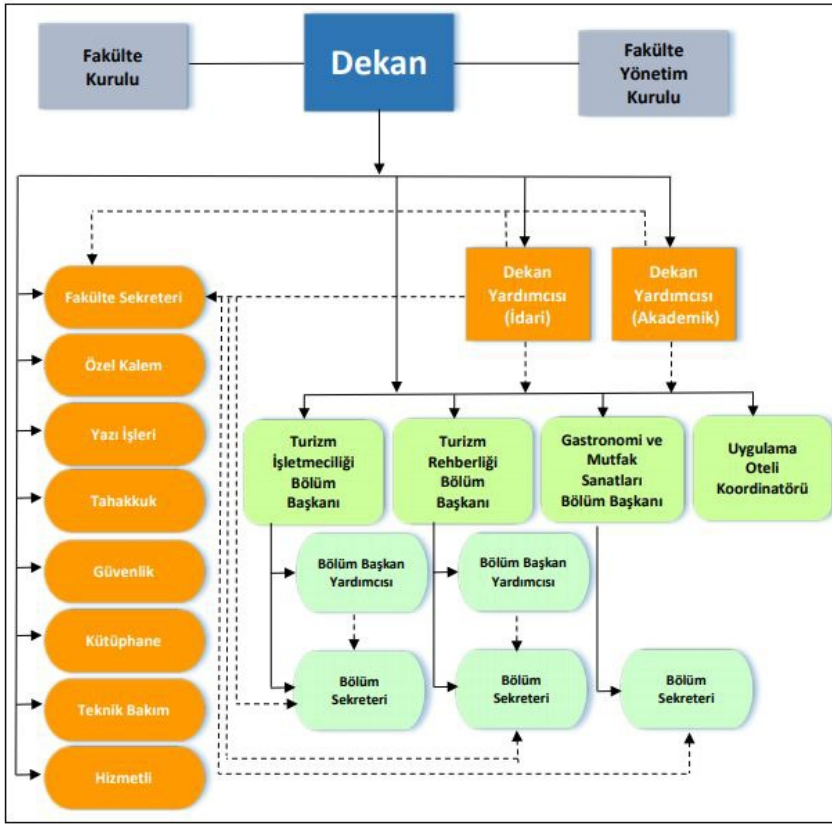 Fakülte
Kurulu
Dekan
Fakülte
Yönetim
Kurulu
Dekan
Yardımcısı
(İdari)
Dekan
Yardımcısı
(Akademik)
Fakülte Sekreteri
Özel Kalem
Yazı İşleri
Tahakkuk
Güvenlik
Kütüphane
Teknik Bakım
Hizmetli
Turizm
İşletmeciliği
Bölüm
Başkanı
Turizm
Rehberliği
Bölüm
Başkanı
Gastronomi ve
Mutfak
Sanatları
Bölüm Başkanı
Uygulama
Oteli
Koordinatörü
Bölüm Başkan
Yardımcısı
Bölüm Başkan
Yardımcısı
Bölüm
Sekreteri
Bölüm
Sekreteri
Bölüm
Sekreteri